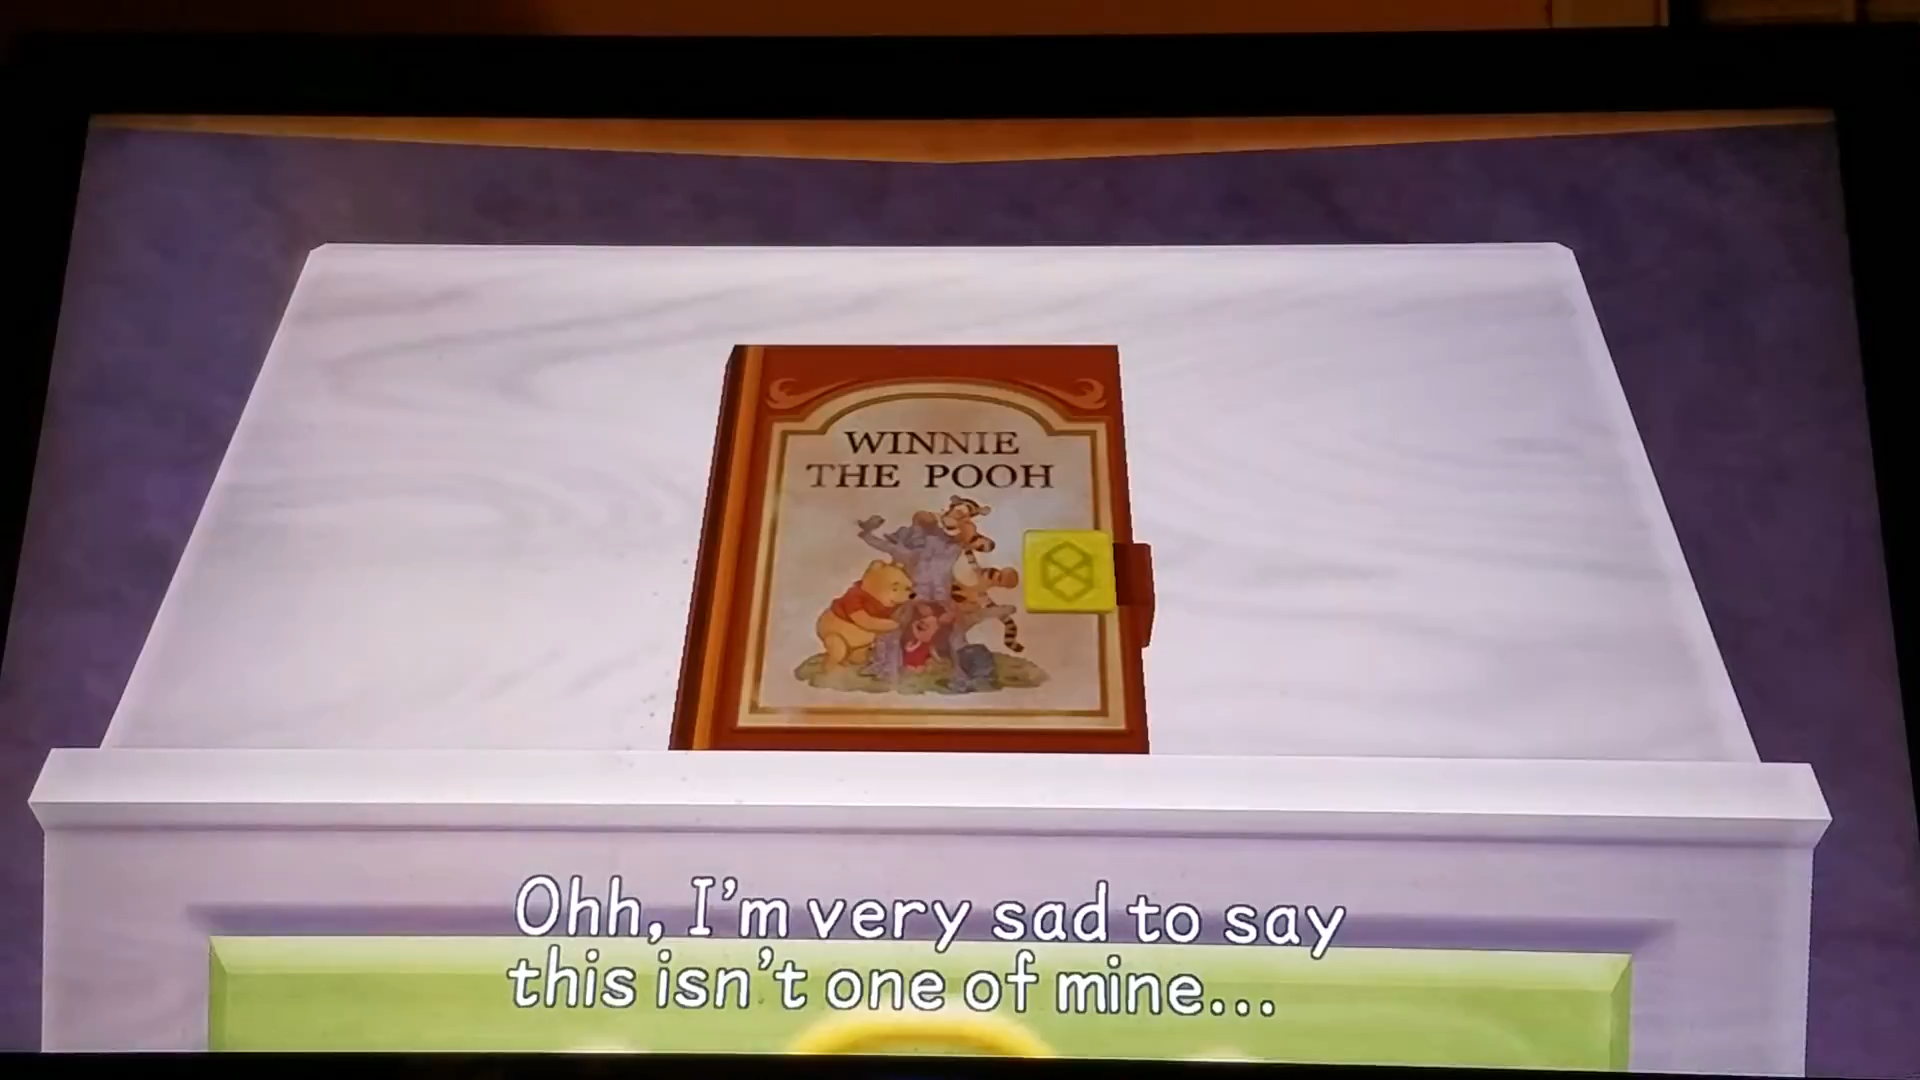 WINNIE
THE POOH
Ohh, I'm very sad to say
this isn't one of mine...